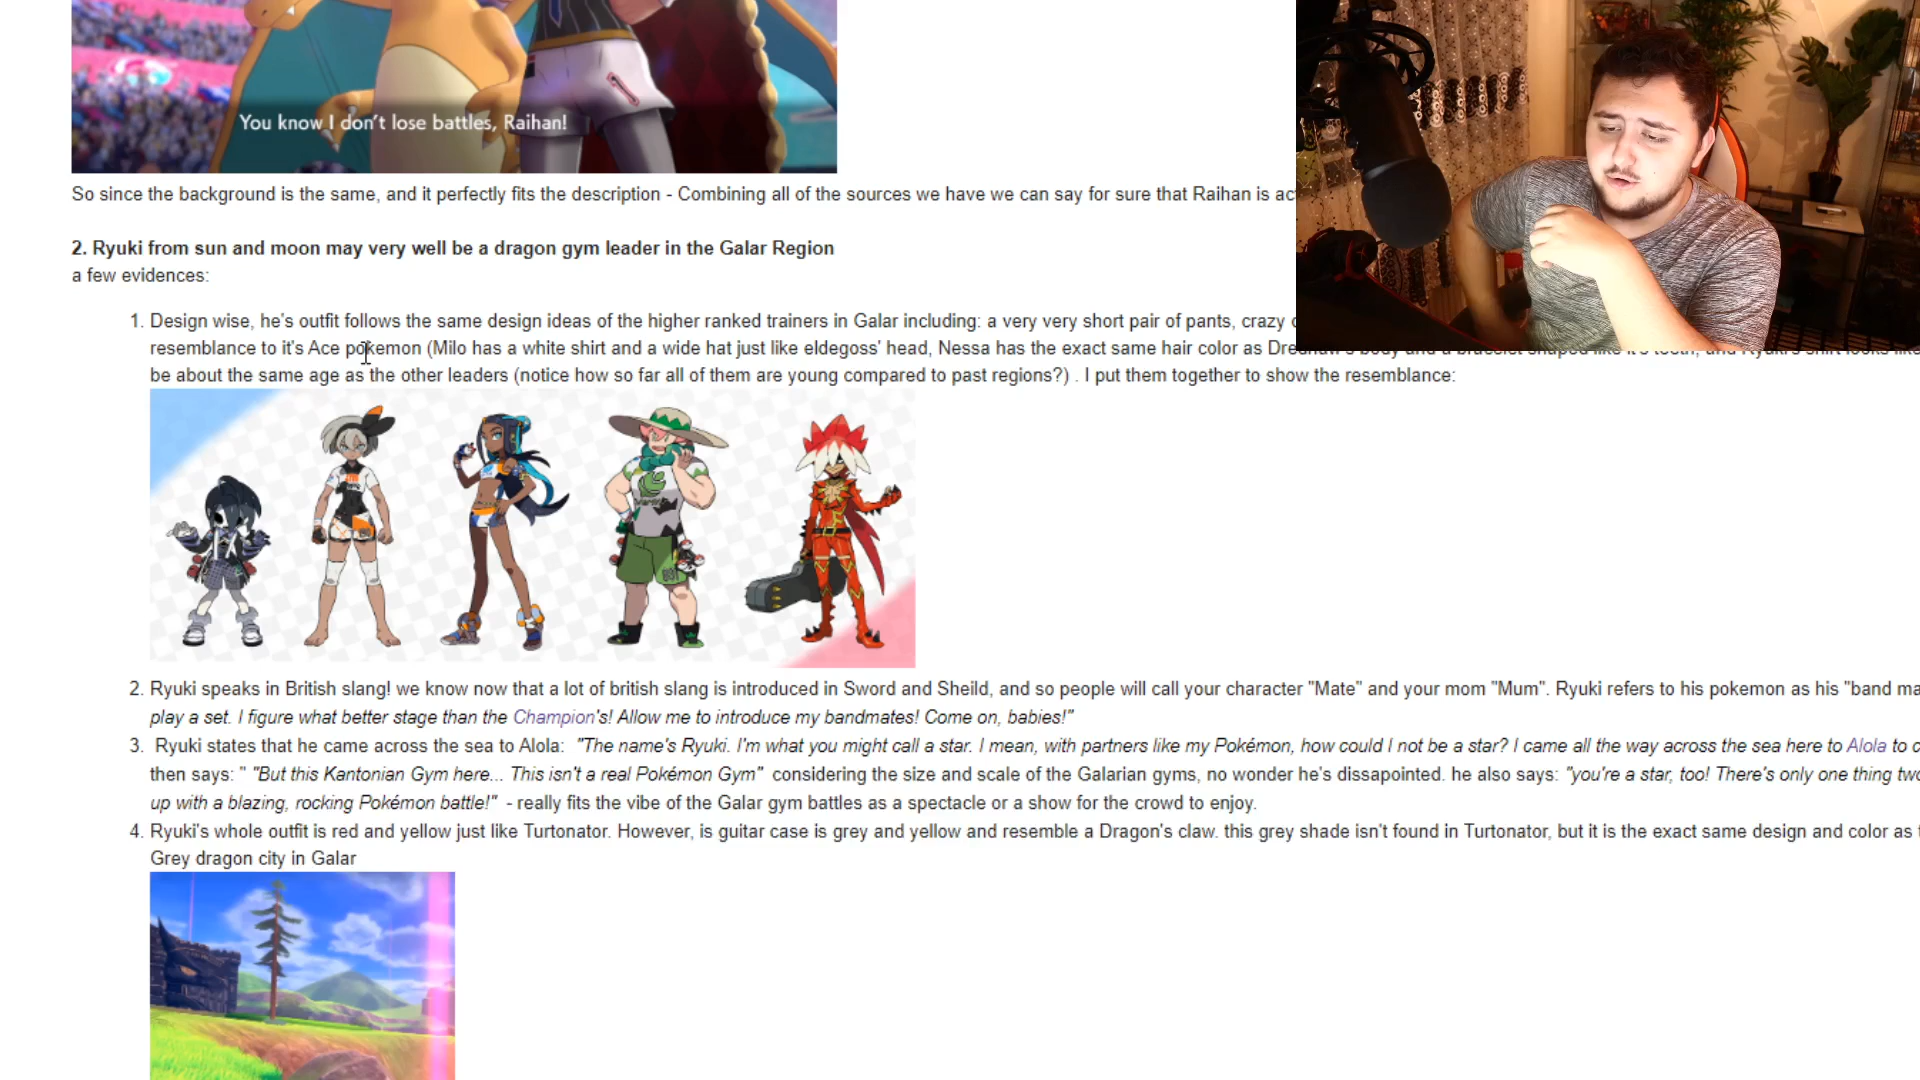 You know I don't lose battles, Raihan!
So since the background is the same, and it perfectly fits the description - Combining all of the sources we have we can say for sure that Raihan is
2. Ryuki from sun and moon may very well be a dragon gym leader in the Galar Region
a few evidences:
1. Design wise, he's outfit follows the same design ideas of the higher ranked trainers in Galar including: a very very short pair of pants, crazy
resemblance to it's Ace pokemon (Milo has a white shirt and a wide hat just like eldegoss' head, Nessa has the exact same hair color as
be about the same age as the other leaders (notice how so far all of them are young compared to past regions?) . I put them together to show the resemblance:
2. Ryuki speaks in British slang! we know now that a lot of british slang is introduced in Sword and Sheild, and so people will call your character "Mate" and your mom "Mum". Ryuki refers to his pokemon as his "band
play a set. I figure what better stage than the Champion's! Allow me to introduce my bandmates! Come on, babies!"
3. Ryuki states that he came across the sea to Alola: "The name's Ryuki. I'm what you might call a star. I mean, with partners like my Pokémon, how could I not be a star? I came all the way across the sea here to Alola to
then says: " "But this Kantonian Gym here... This isn't a real Pokémon Gym" considering the size and scale of the Galarian gyms, no wonder he's dissapointed. he also says: "you're a star, too! There's only one thing
up with a blazing, rocking Pokémon battle!" - really fits the vibe of the Galar gym battles as a spectacle or a show for the crowd to enjoy.
4. Ryuki's whole outfit is red and yellow just like Turtonator. However, is guitar case is grey and yellow and resemble a Dragon's claw. this grey shade isn't found in Turtonator, but it is the exact same design and color as
Grey dragon city in Galar